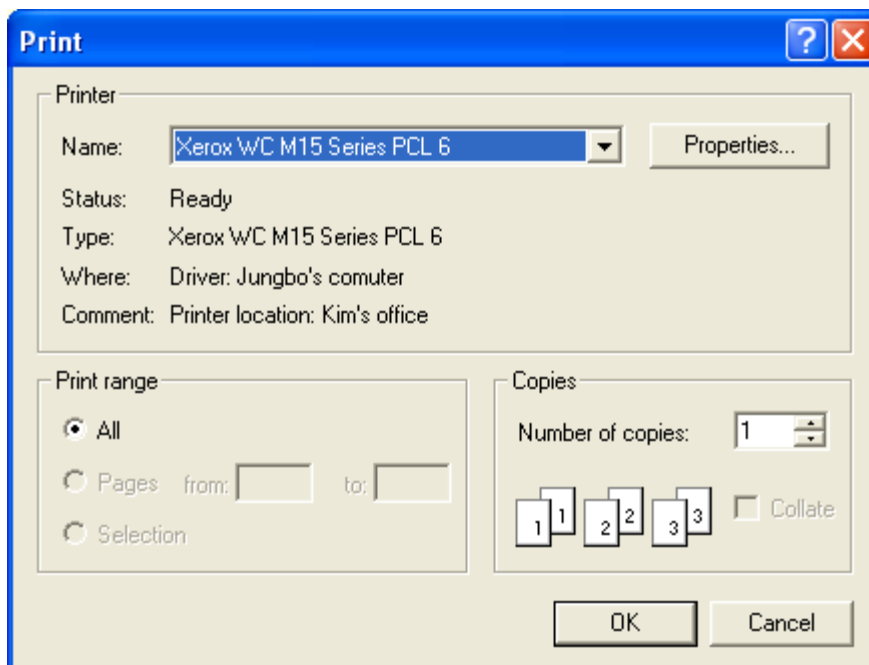 Print
Printer
Name: Xerox WC M15 Series PCL 6 Properties...
Status: Ready
Type: Xerox WC M15 Series PCL 6
Where: Driver: Jungbo's comuter
Comment: Printer location: Kim's office
Print range
All
Pages from: to:
Selection
Copies
Number of copies: 1
1 1 2 2 3 3 Collate
OK Cancel